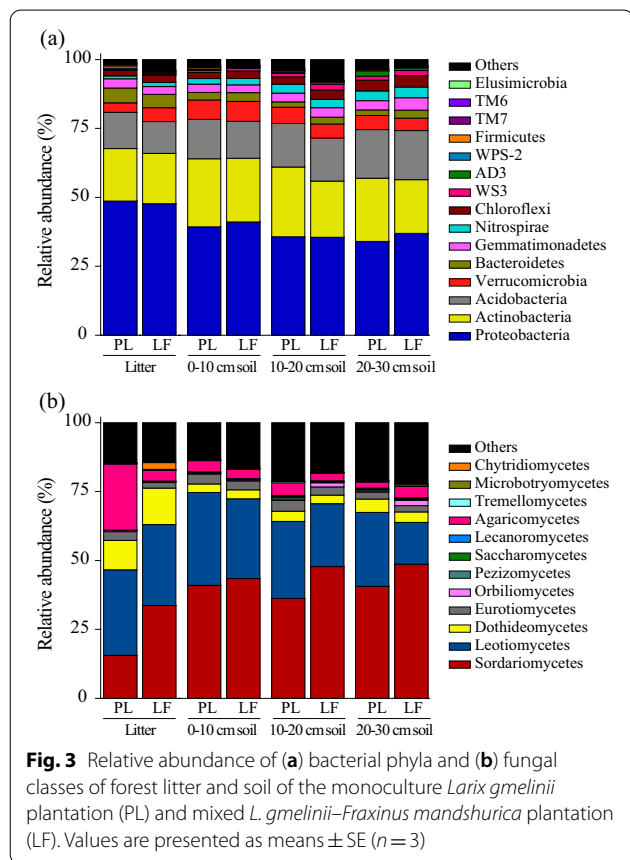 (a)
100
75
50
25
0
Relative abundance (%)
PL LF PL LF PL LF PL LF
Litter 0-10 cm soil 10-20 cm soil 20-30 cm soil
Others
Elusimicrobia
TM6
TM7
Firmicutes
WPS-2
AD3
WS3
Chloroflexi
Nitrospirae
Gemmatimonadetes
Bacteroidetes
Verrucomicrobia
Acidobacteria
Actinobacteria
Proteobacteria
(b)
100
75
50
25
0
Relative abundance (%)
PL LF PL LF PL LF PL LF
Litter 0-10 cm soil 10-20 cm soil 20-30 cm soil
Others
Chytridiomycetes
Microbotryomycetes
Tremellomycetes
Agaricomycetes
Lecanoromycetes
Saccharomycetes
Pezizomycetes
Orbiliomycetes
Eurotiomycetes
Dothideomycetes
Leotiomycetes
Sordariomycetes
Fig. 3 Relative abundance of (a) bacterial phyla and (b) fungal
classes of forest litter and soil of the monoculture Larix gmelinii
plantation (PL) and mixed L. gmelinii–Fraxinus mandshurica plantation
(LF). Values are presented as means ± SE (n = 3)